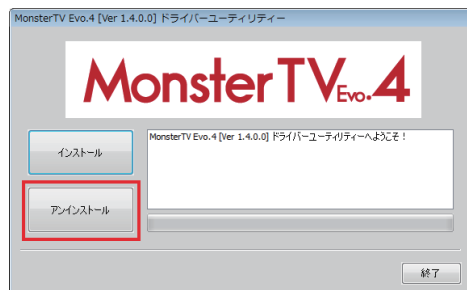 MonsterTV Evo.4 [Ver 1.4.0.0] ドライバーユーティリティー
MonsterTV Evo.4
インストール
MonsterTV Evo.4 [Ver 1.4.0.0] ドライバーユーティリティーへようこそ！
アンインストール
終了